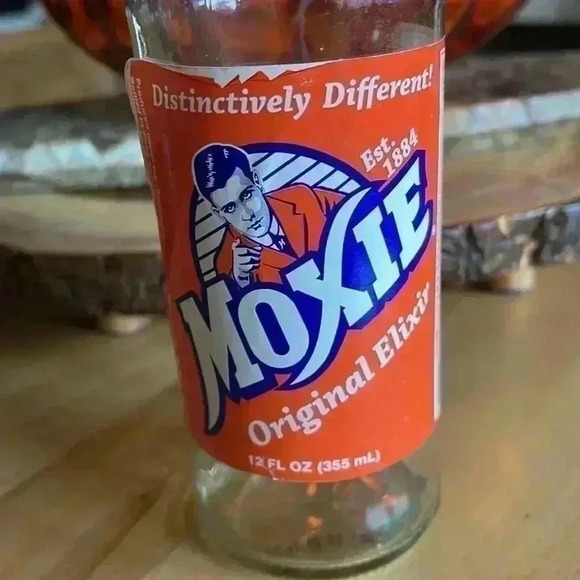 Distinctively Different!
Est.
1884
MOXIE
Original Elixir
12 FL OZ (355 mL)